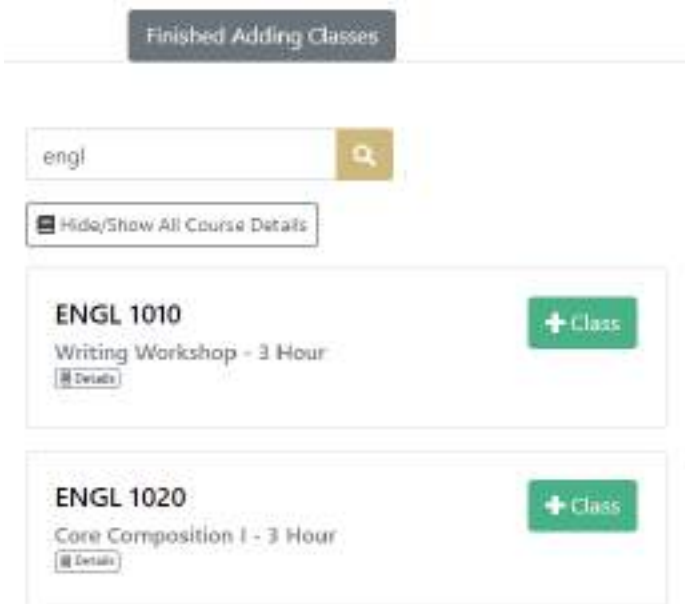 Finished Adding Classes
engl
Hide/Show All Course Details
ENGL 1010
+ Class
Writing Workshop - 3 Hour
Details
ENGL 1020
+ Class
Core Composition I - 3 Hour
Details